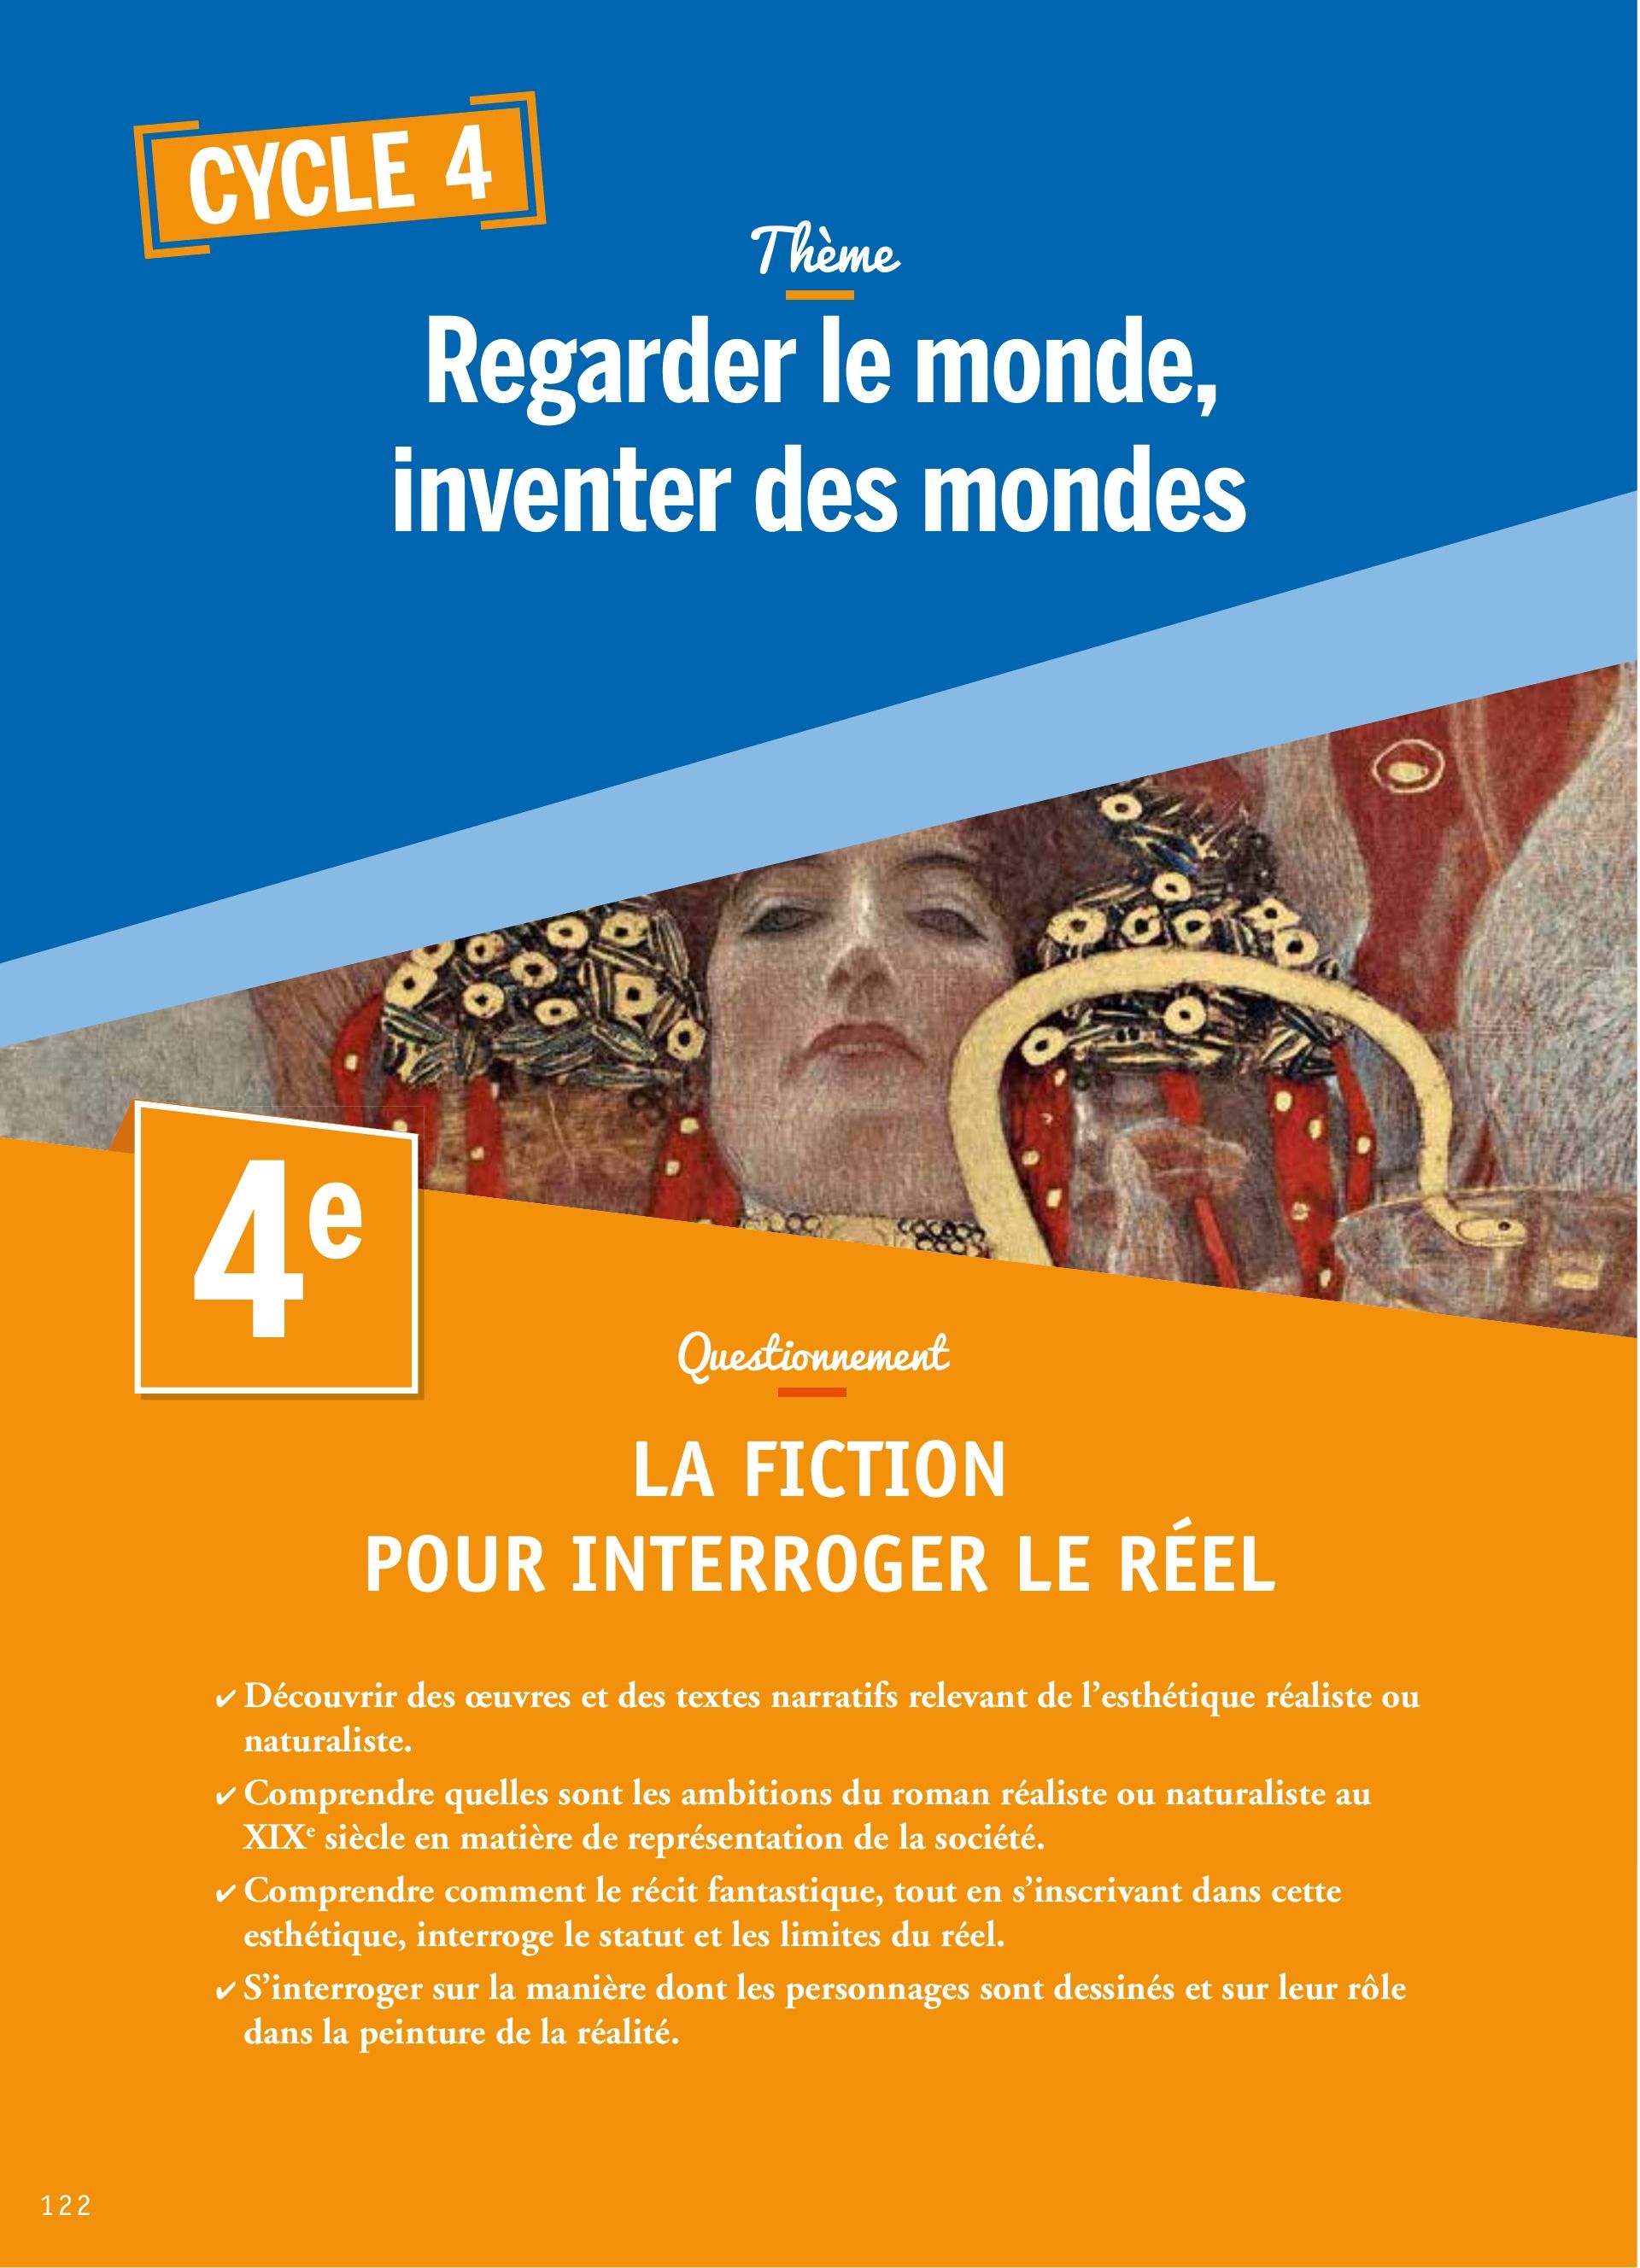 CYCLE 4
Thème
Regarder le monde,
inventer des mondes
4e
Questionnement
LA FICTION
POUR INTERROGER LE RÉEL
✔ Découvrir des œuvres et des textes narratifs relevant de l’esthétique réaliste ou
naturaliste.
✔ Comprendre quelles sont les ambitions du roman réaliste ou naturaliste au
XIXe siècle en matière de représentation de la société.
✔ Comprendre comment le récit fantastique, tout en s’inscrivant dans cette
esthétique, interroge le statut et les limites du réel.
✔ S’interroger sur la manière dont les personnages sont dessinés et sur leur rôle
dans la peinture de la réalité.
122